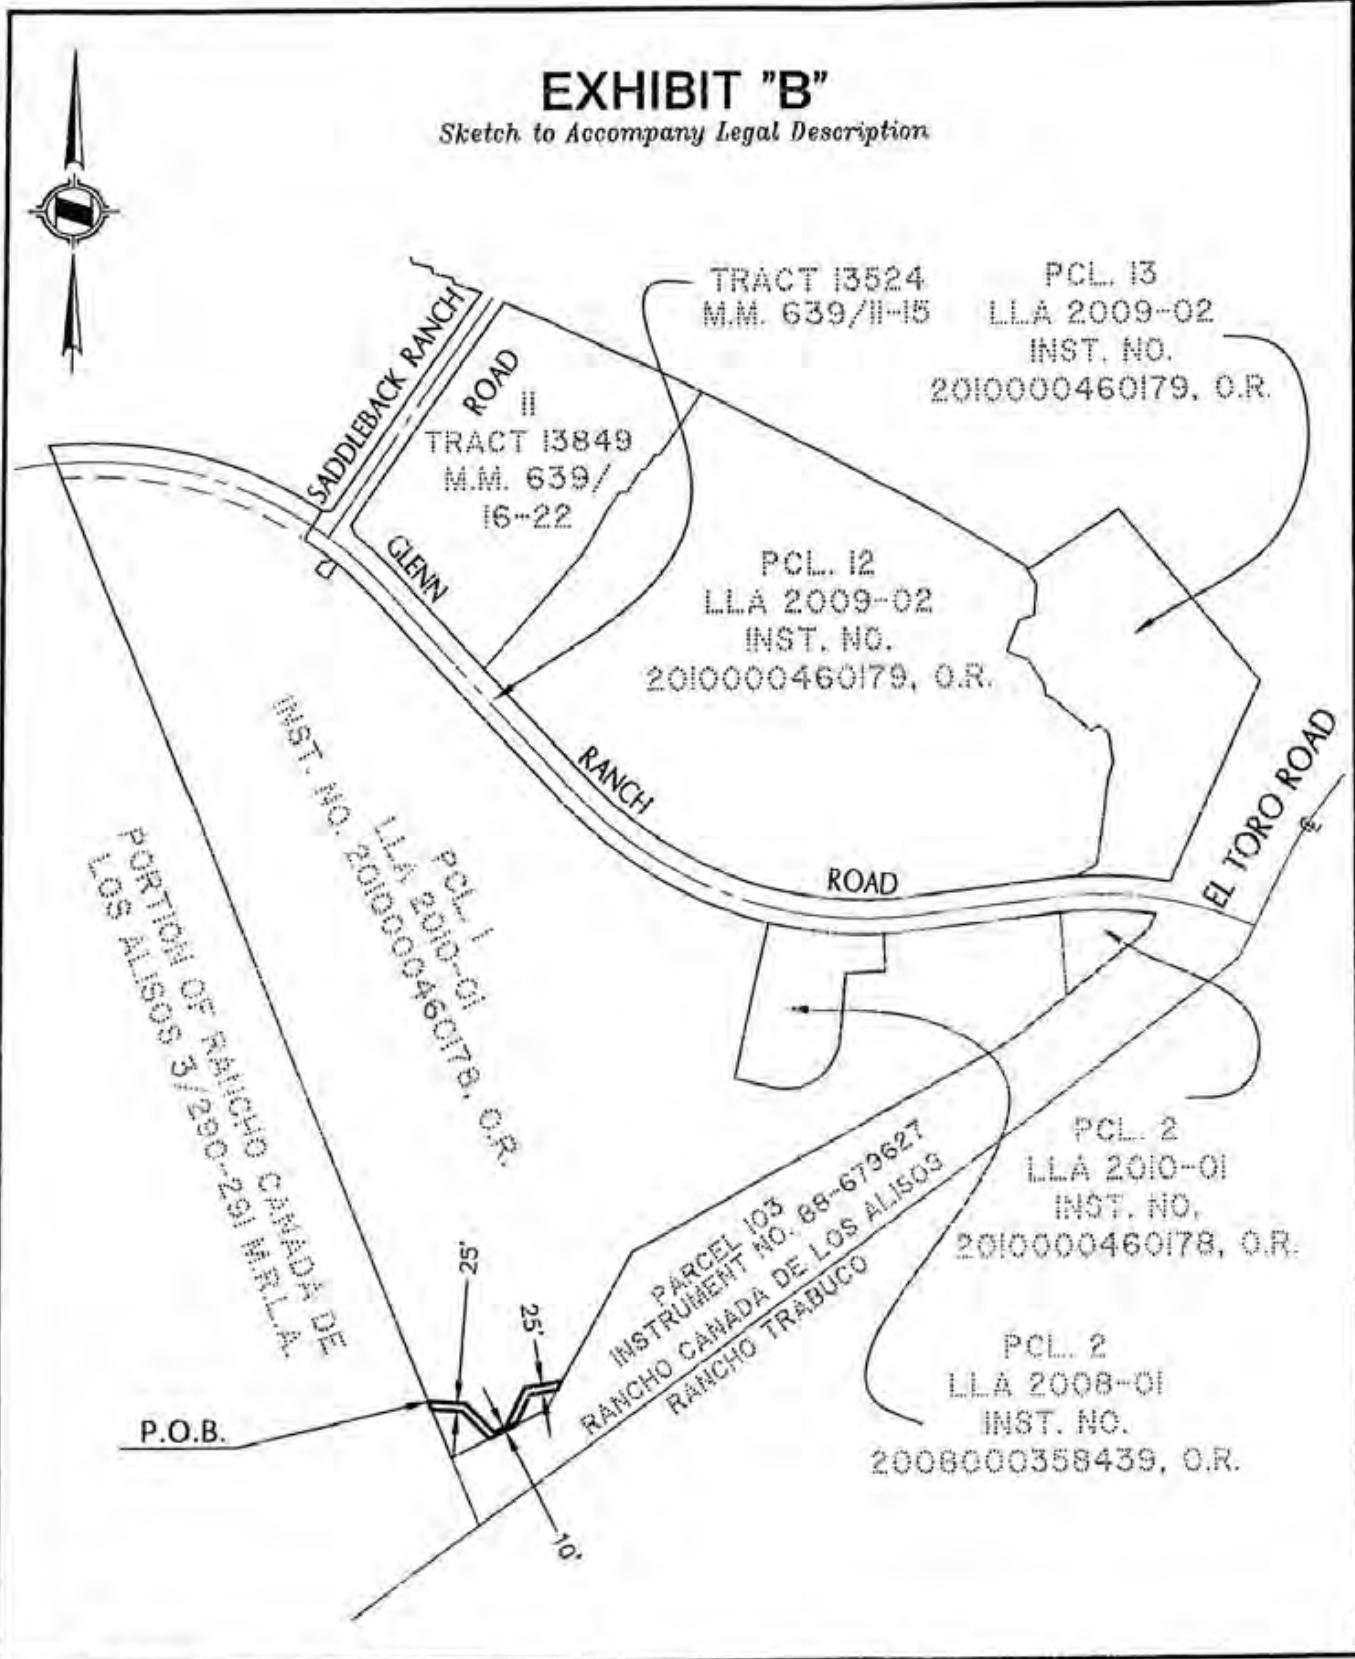 EXHIBIT "B"
Sketch to Accompany Legal Description
TRACT 13524
M.M. 639/11-15
PCL. 13
LLA 2009-02
INST. NO.
2010000460179, O.R.
SADDLEBACK RANCH
ROAD
11
TRACT 13849
M.M. 639/
16-22
GLENN
RANCH
ROAD
PCL. 12
LLA 2009-02
INST. NO.
2010000460179, O.R.
EL TORO ROAD
℄
PCL. 1
LLA 2010-01
INST. NO. 2010000460178, O.R.
PORTION OF RANCHO CANADA DE
LOS ALISOS 3/290-291 M.R.L.A.
PCL. 2
LLA 2010-01
INST. NO.
2010000460178, O.R.
PARCEL 103
INSTRUMENT NO. 88-679627
RANCHO CANADA DE LOS ALISOS
RANCHO TRABUCO
PCL. 2
LLA 2008-01
INST. NO.
2008000358439, O.R.
25'
25'
P.O.B.
10'